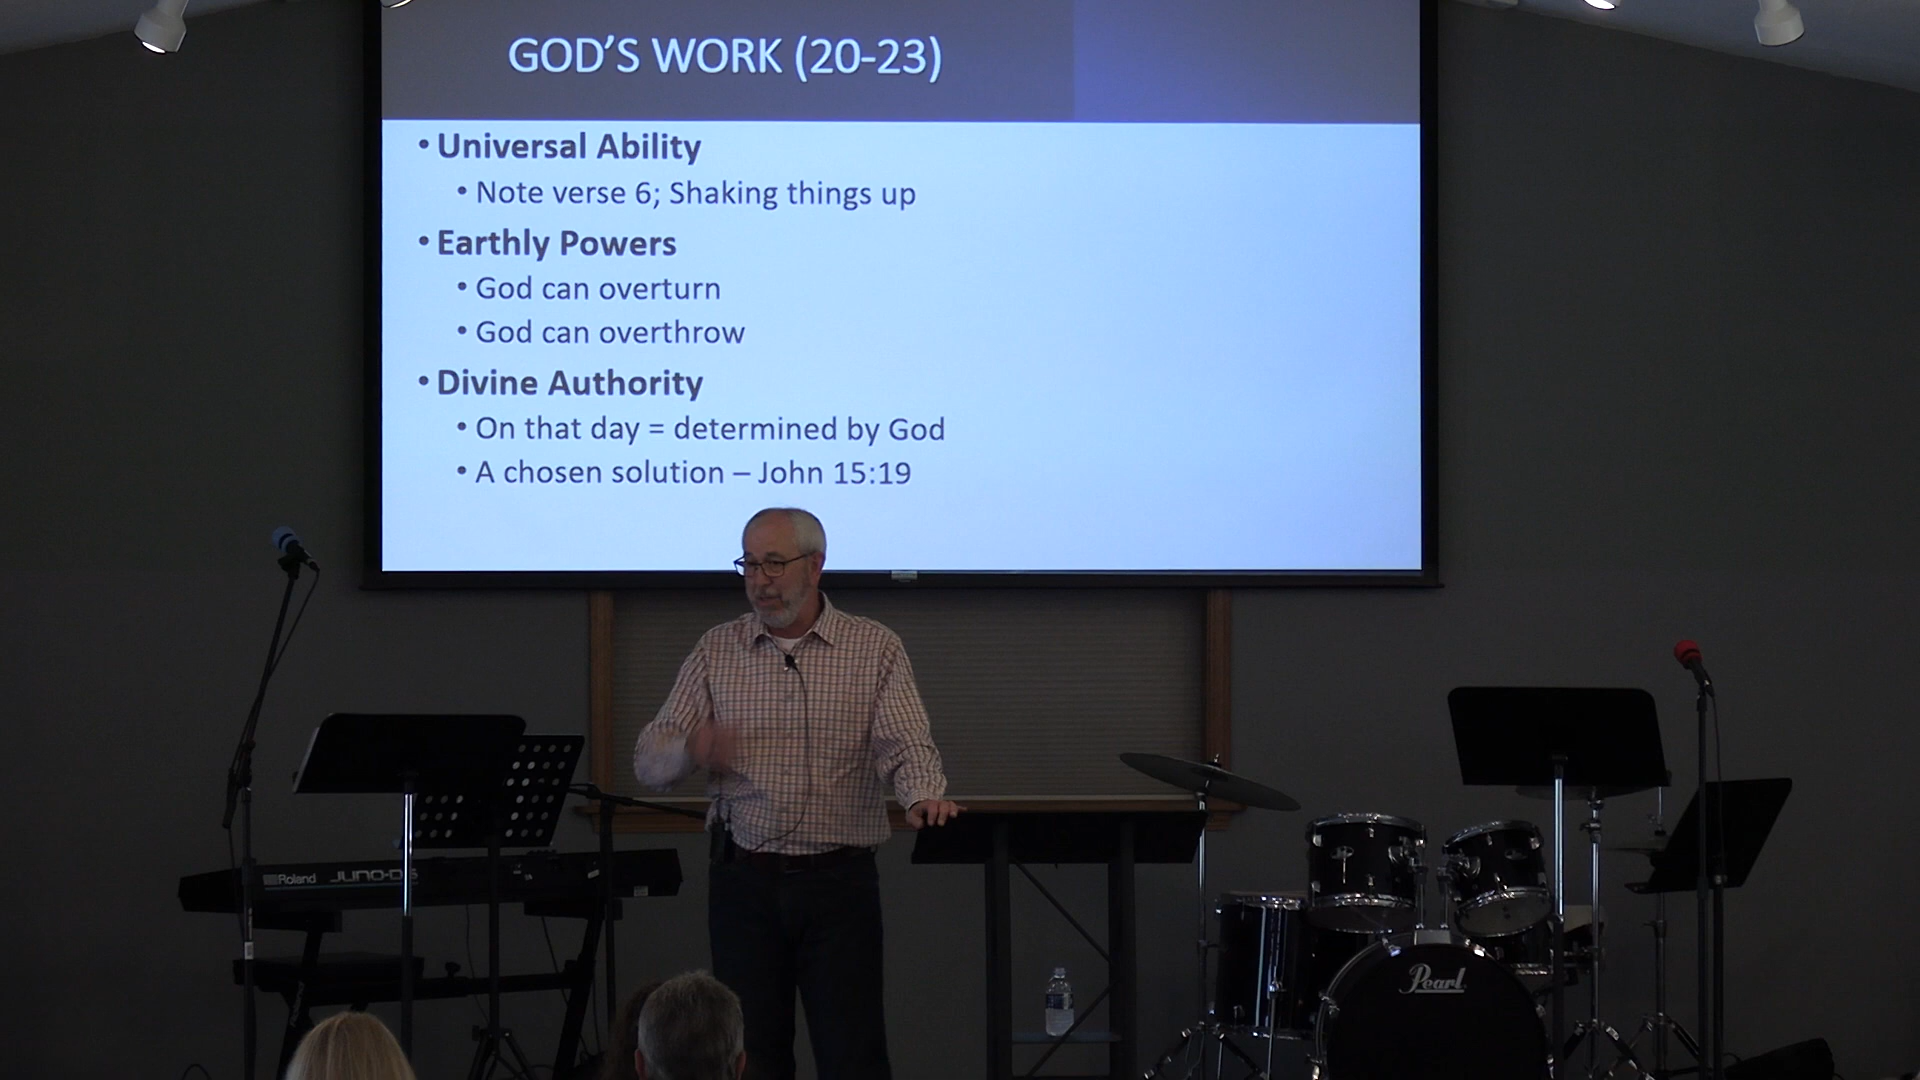 GOD'S WORK (20-23)
• Universal Ability
• Note verse 6; Shaking things up
• Earthly Powers
• God can overturn
• God can overthrow
• Divine Authority
• On that day = determined by God
• A chosen solution – John 15:19
Roland JUNO-DS
Pearl